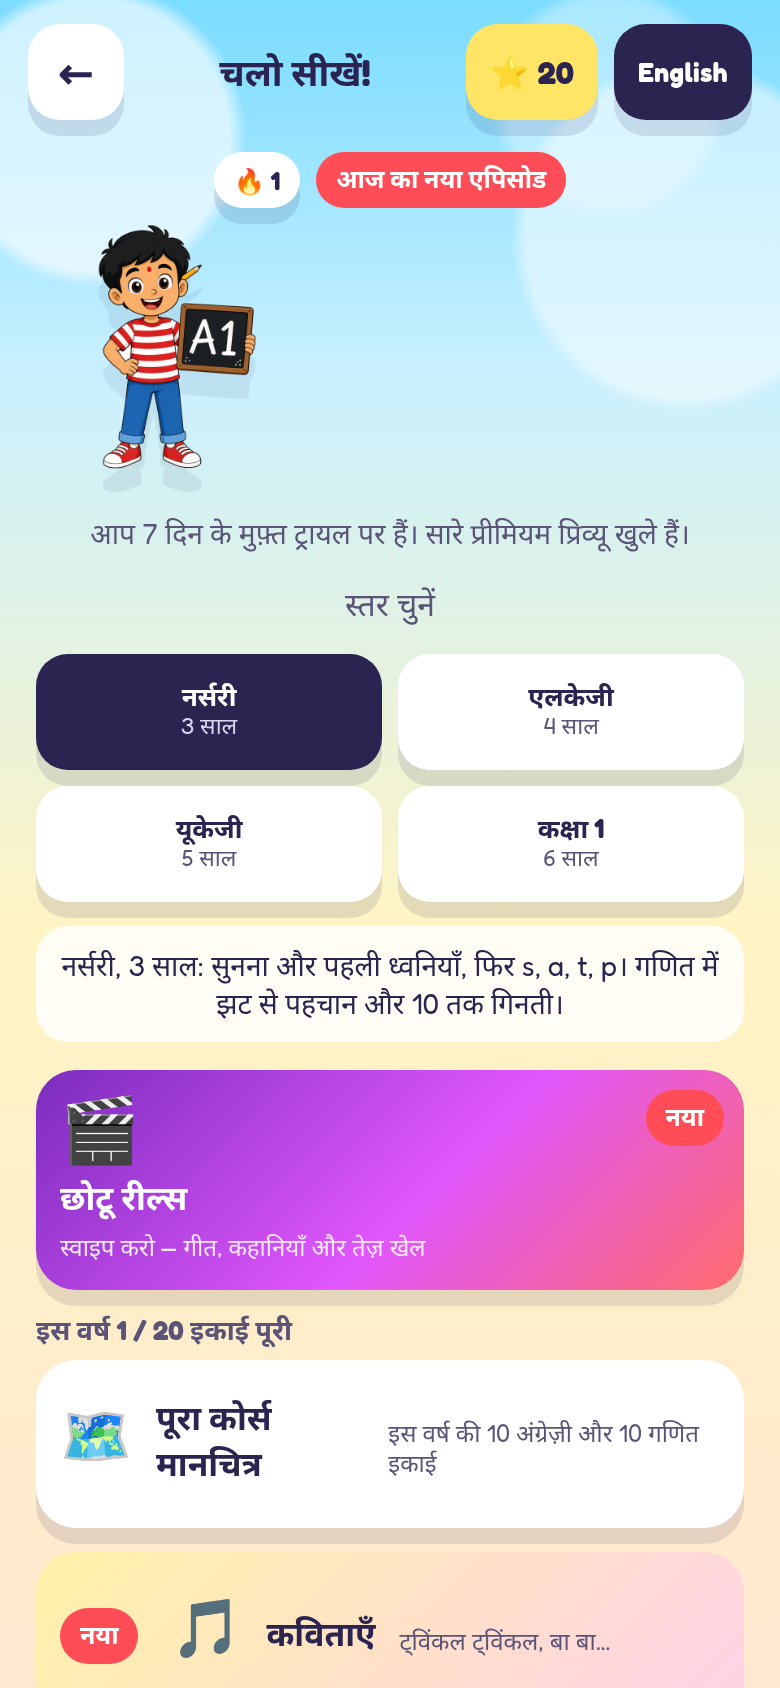 ←
चलो सीखें!
⭐ 20
English
🔥 1
आज का नया एपिसोड
A1
आप 7 दिन के मुफ़्त ट्रायल पर हैं। सारे प्रीमियम प्रिव्यू खुले हैं।
स्तर चुनें
नर्सरी
3 साल
एलकेजी
4 साल
यूकेजी
5 साल
कक्षा 1
6 साल
नर्सरी, 3 साल: सुनना और पहली ध्वनियाँ, फिर s, a, t, p। गणित में
झट से पहचान और 10 तक गिनती।
नया
छोटू रील्स
स्वाइप करो – गीत, कहानियाँ और तेज़ खेल
इस वर्ष 1 / 20 इकाई पूरी
पूरा कोर्स
मानचित्र
इस वर्ष की 10 अंग्रेज़ी और 10 गणित
इकाई
नया
कविताएँ
ट्विंकल ट्विंकल, बा बा...